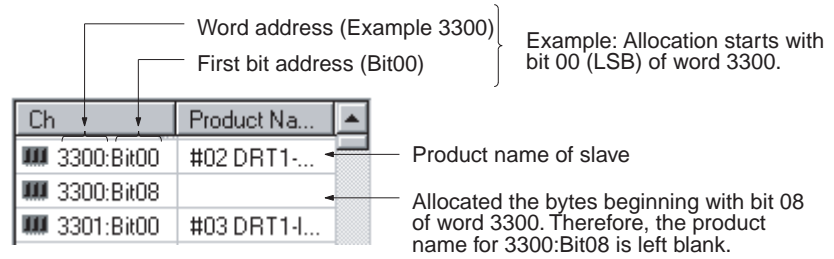 Word address (Example 3300)
First bit address (Bit00)
Example: Allocation starts with
bit 00 (LSB) of word 3300.
Ch Product Na...
3300:Bit00 #02 DRT1-...
3300:Bit08
3301:Bit00 #03 DRT1-I...
Product name of slave
Allocated the bytes beginning with bit 08
of word 3300. Therefore, the product
name for 3300:Bit08 is left blank.